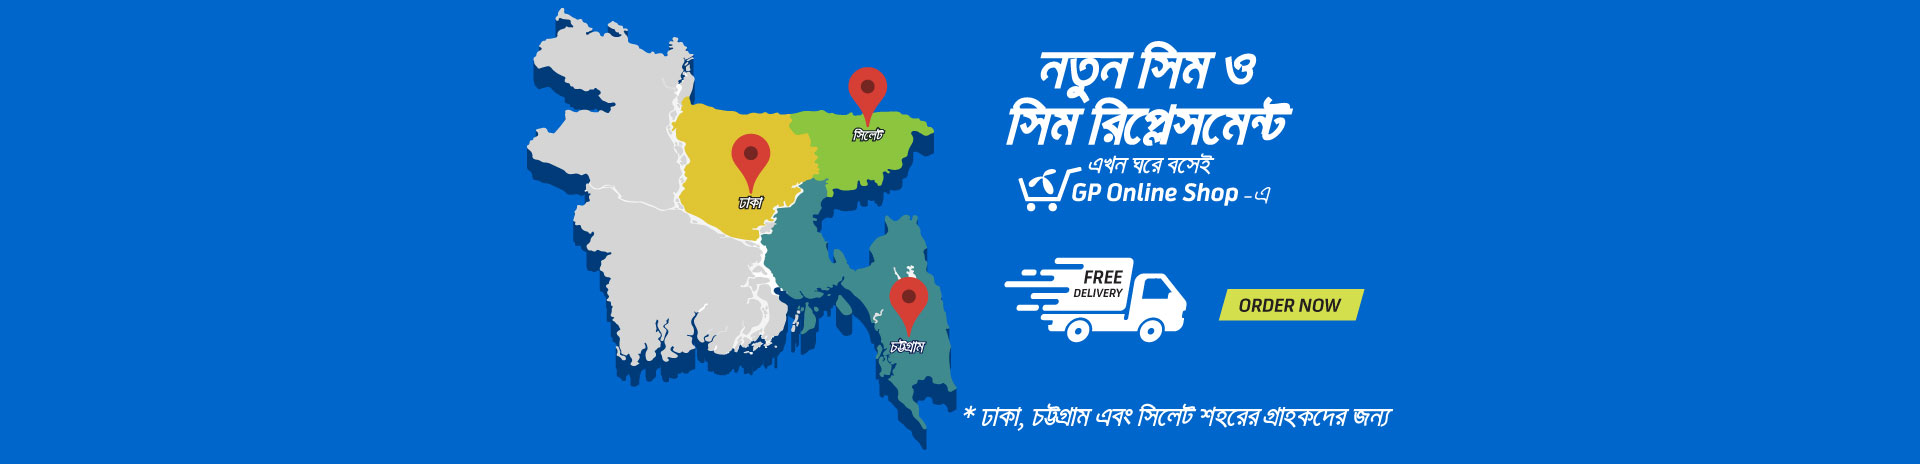 নতুন সিম ও
সিম রিপ্লেসমেন্ট
এখন ঘরে বসেই
GP Online Shop -এ
সিলেট
ঢাকা
চট্টগ্রাম
FREE
DELIVERY
ORDER NOW
* ঢাকা, চট্টগ্রাম এবং সিলেট শহরের গ্রাহকদের জন্য